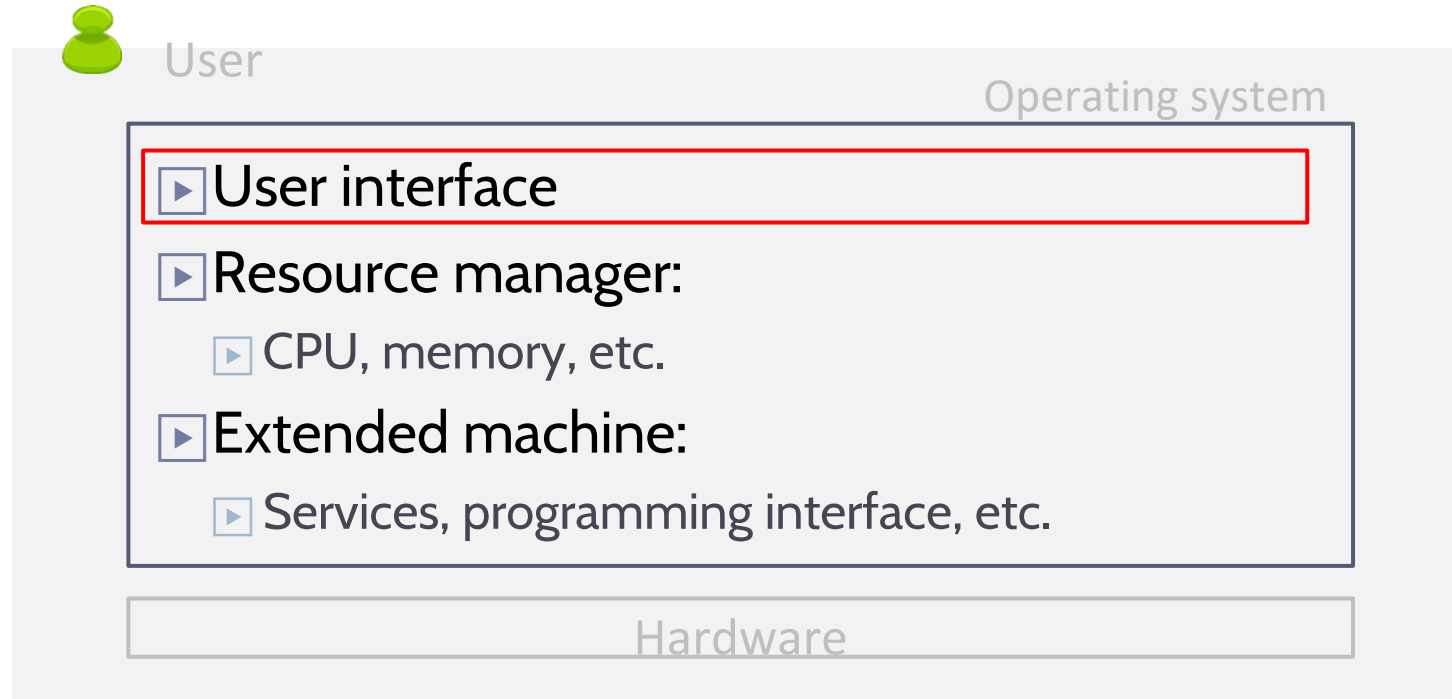 User
Operating system
User interface
Resource manager:
CPU, memory, etc.
Extended machine:
Services, programming interface, etc.
Hardware